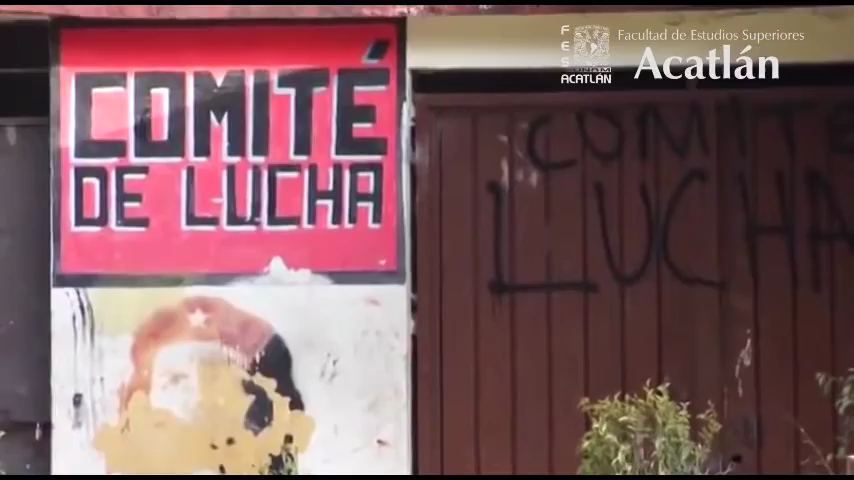 COMITÉ
DE LUCHA
COMITE
LUCHA
FES
UNAM
ACATLÁN
Facultad de Estudios Superiores
Acatlán